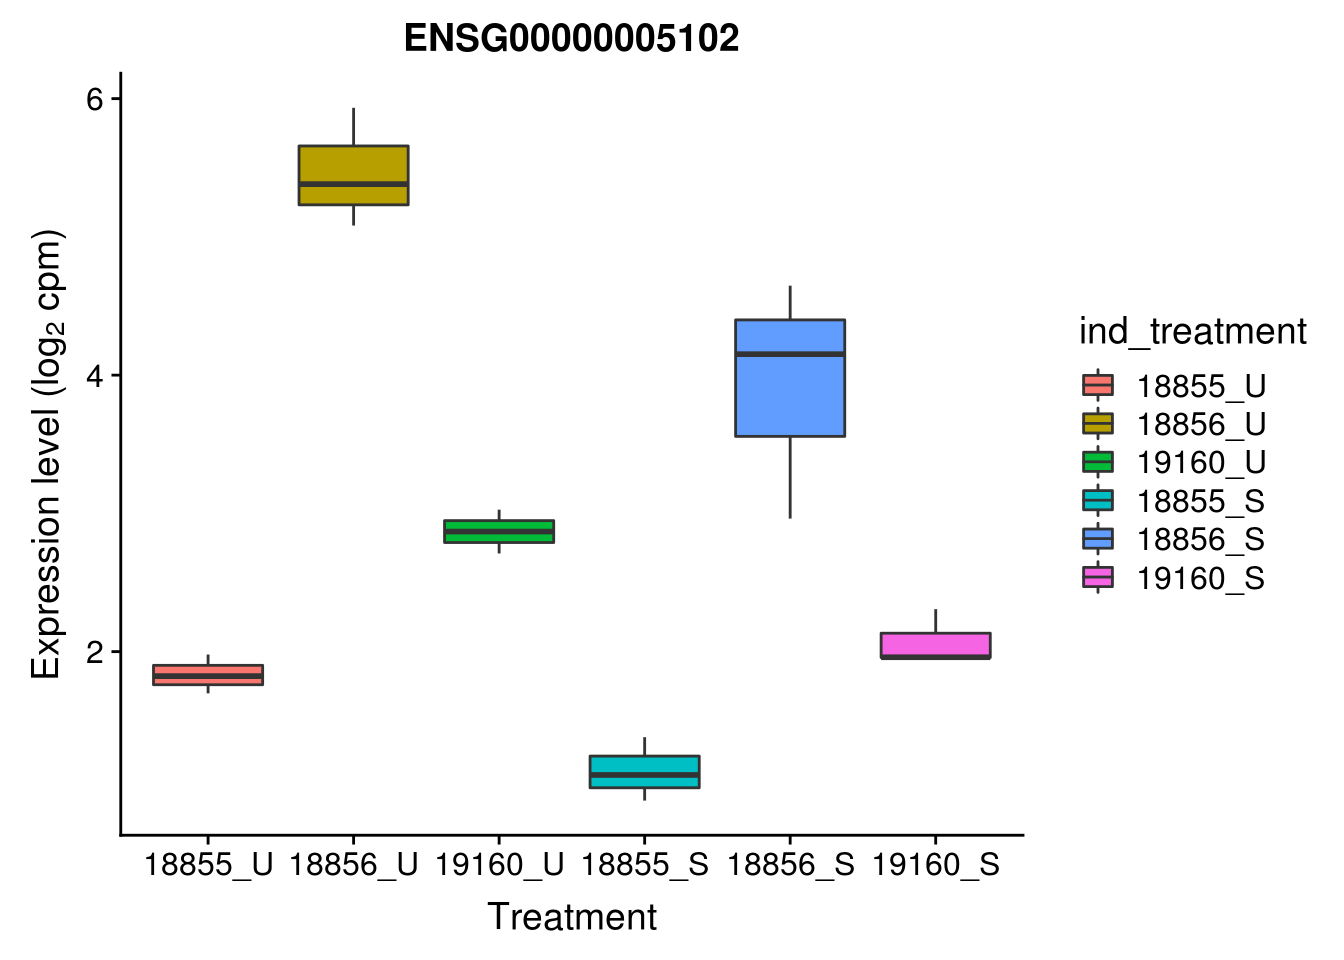 ENSG00000005102
6
4
2
Expression level (log₂ cpm)
18855_U 18856_U 19160_U 18855_S 18856_S 19160_S
Treatment
ind_treatment
18855_U
18856_U
19160_U
18855_S
18856_S
19160_S